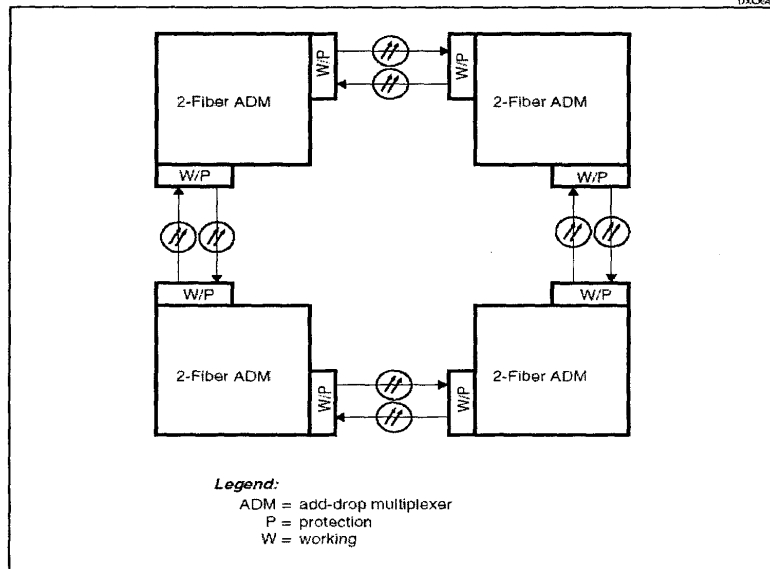 W/P
W/P
2-Fiber ADM
2-Fiber ADM
W/P
W/P
W/P
W/P
2-Fiber ADM
2-Fiber ADM
W/P
W/P
Legend:
ADM = add-drop multiplexer
P = protection
W = working